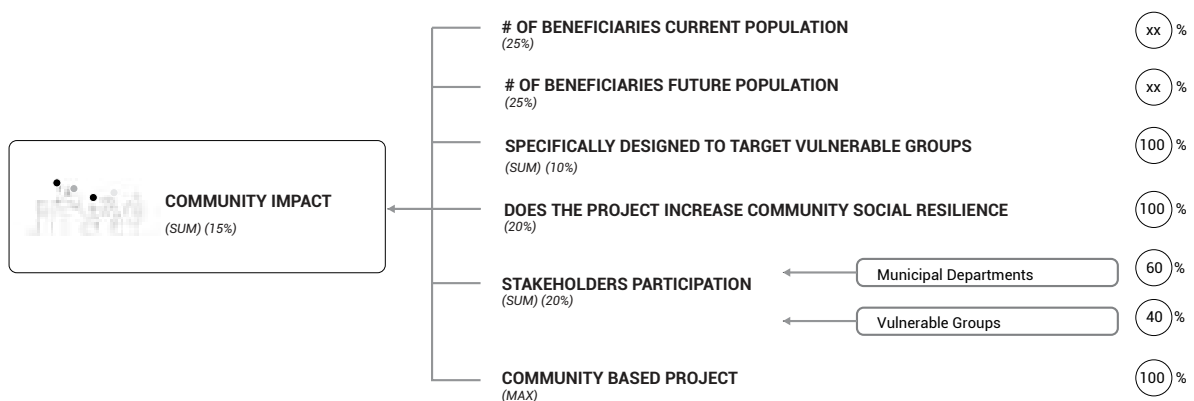 # OF BENEFICIARIES CURRENT POPULATION
(25%)
xx %
# OF BENEFICIARIES FUTURE POPULATION
(25%)
xx %
SPECIFICALLY DESIGNED TO TARGET VULNERABLE GROUPS
(SUM) (10%)
100 %
COMMUNITY IMPACT
(SUM) (15%)
DOES THE PROJECT INCREASE COMMUNITY SOCIAL RESILIENCE
(20%)
100 %
STAKEHOLDERS PARTICIPATION
(SUM) (20%)
Municipal Departments
60 %
Vulnerable Groups
40 %
COMMUNITY BASED PROJECT
(MAX)
100 %